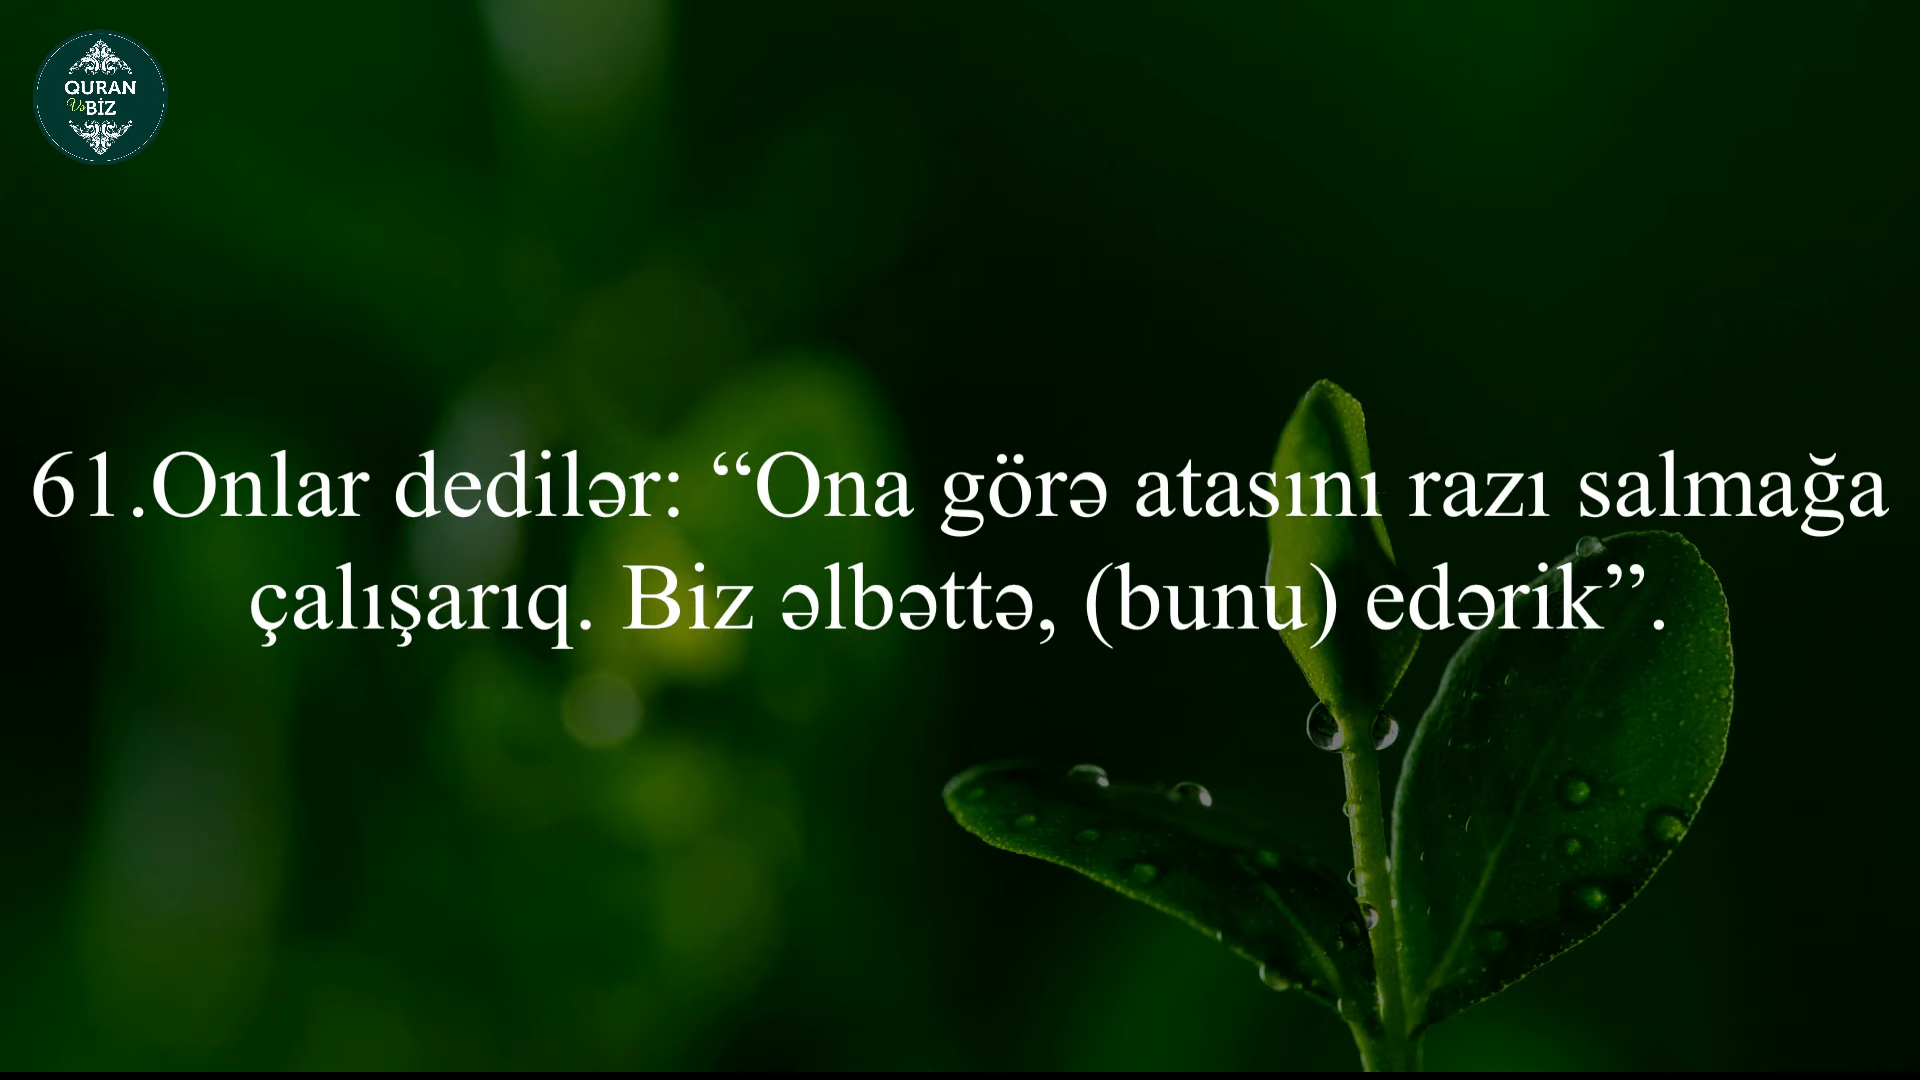 QURAN
Və BİZ
61.Onlar dedilər: “Ona görə atasını razı salmağa
çalışarıq. Biz əlbəttə, (bunu) edərik”.